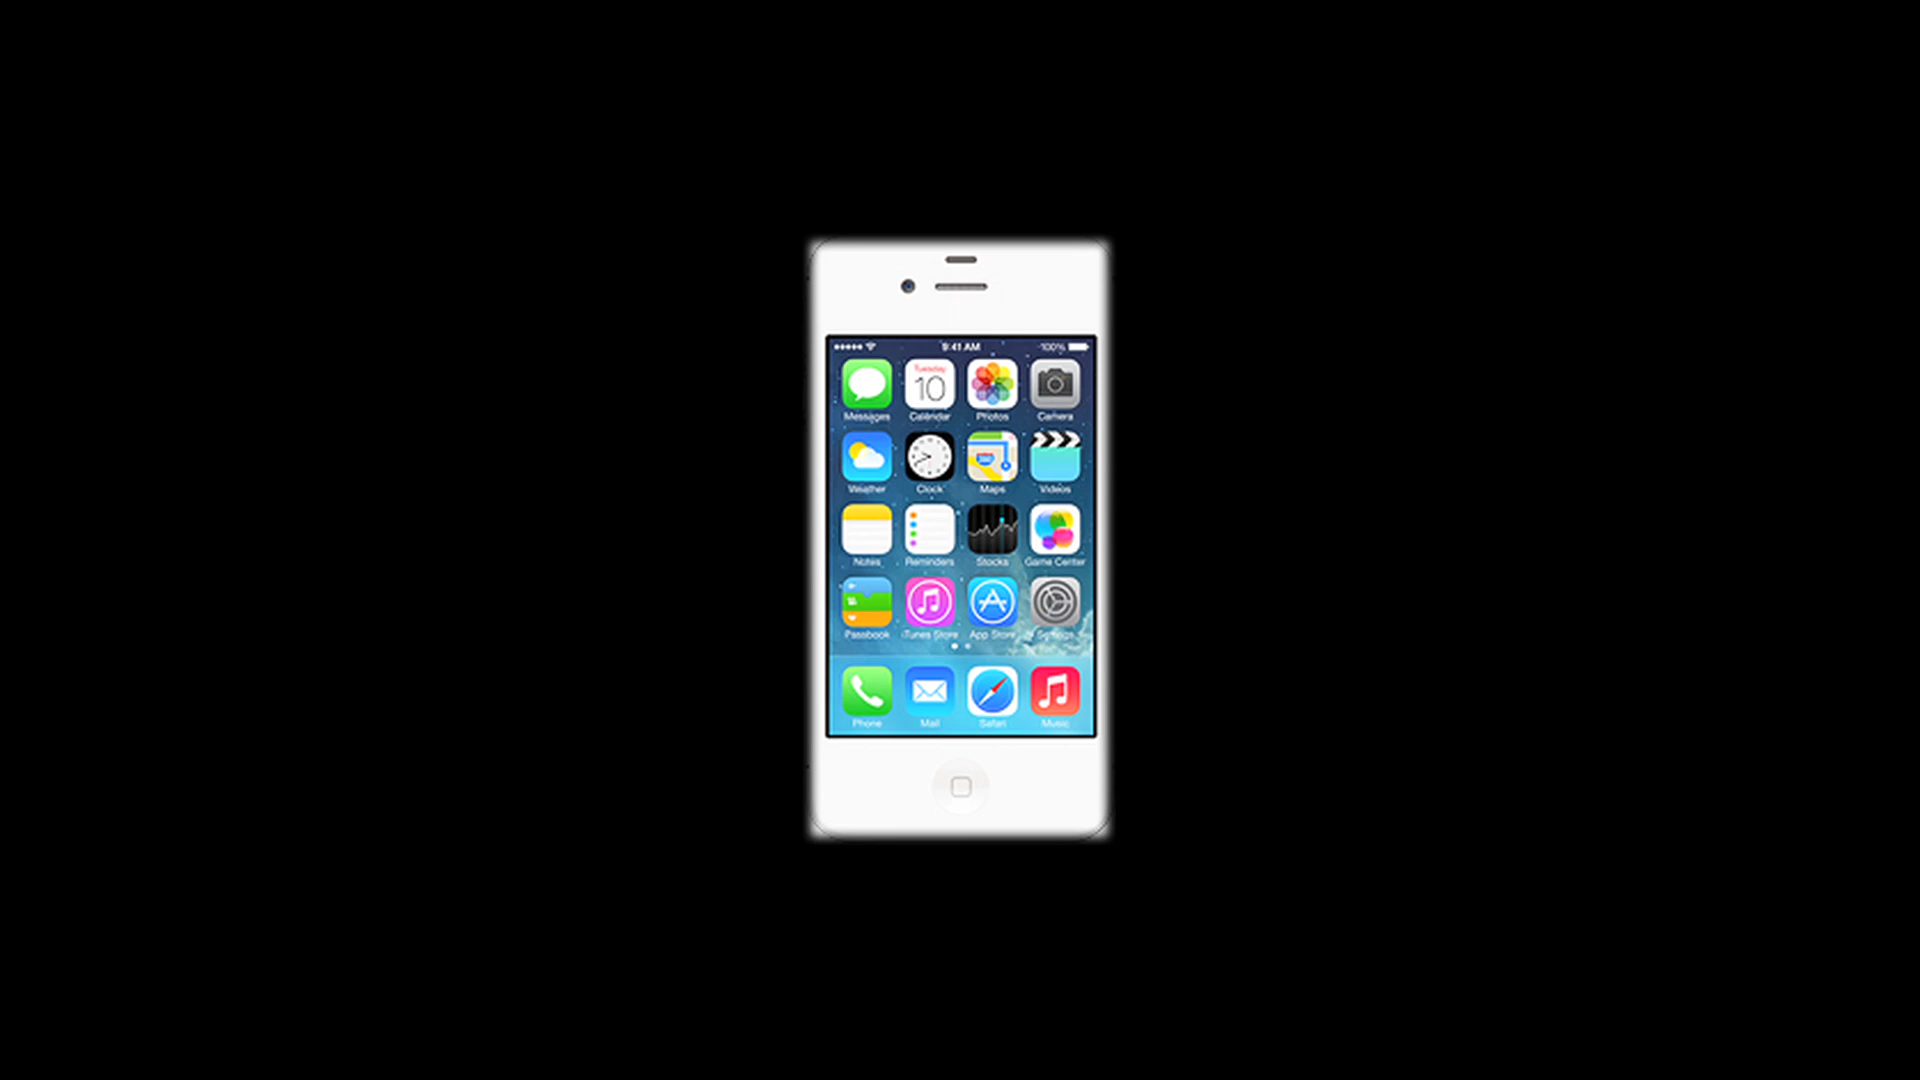 9:41 AM 100%
Tuesday
10
Messages Calendar Photos Camera
280
Weather Clock Maps Videos
Notes Reminders Stocks Game Center
Passbook iTunes Store App Store Settings
Phone Mail Safari Music